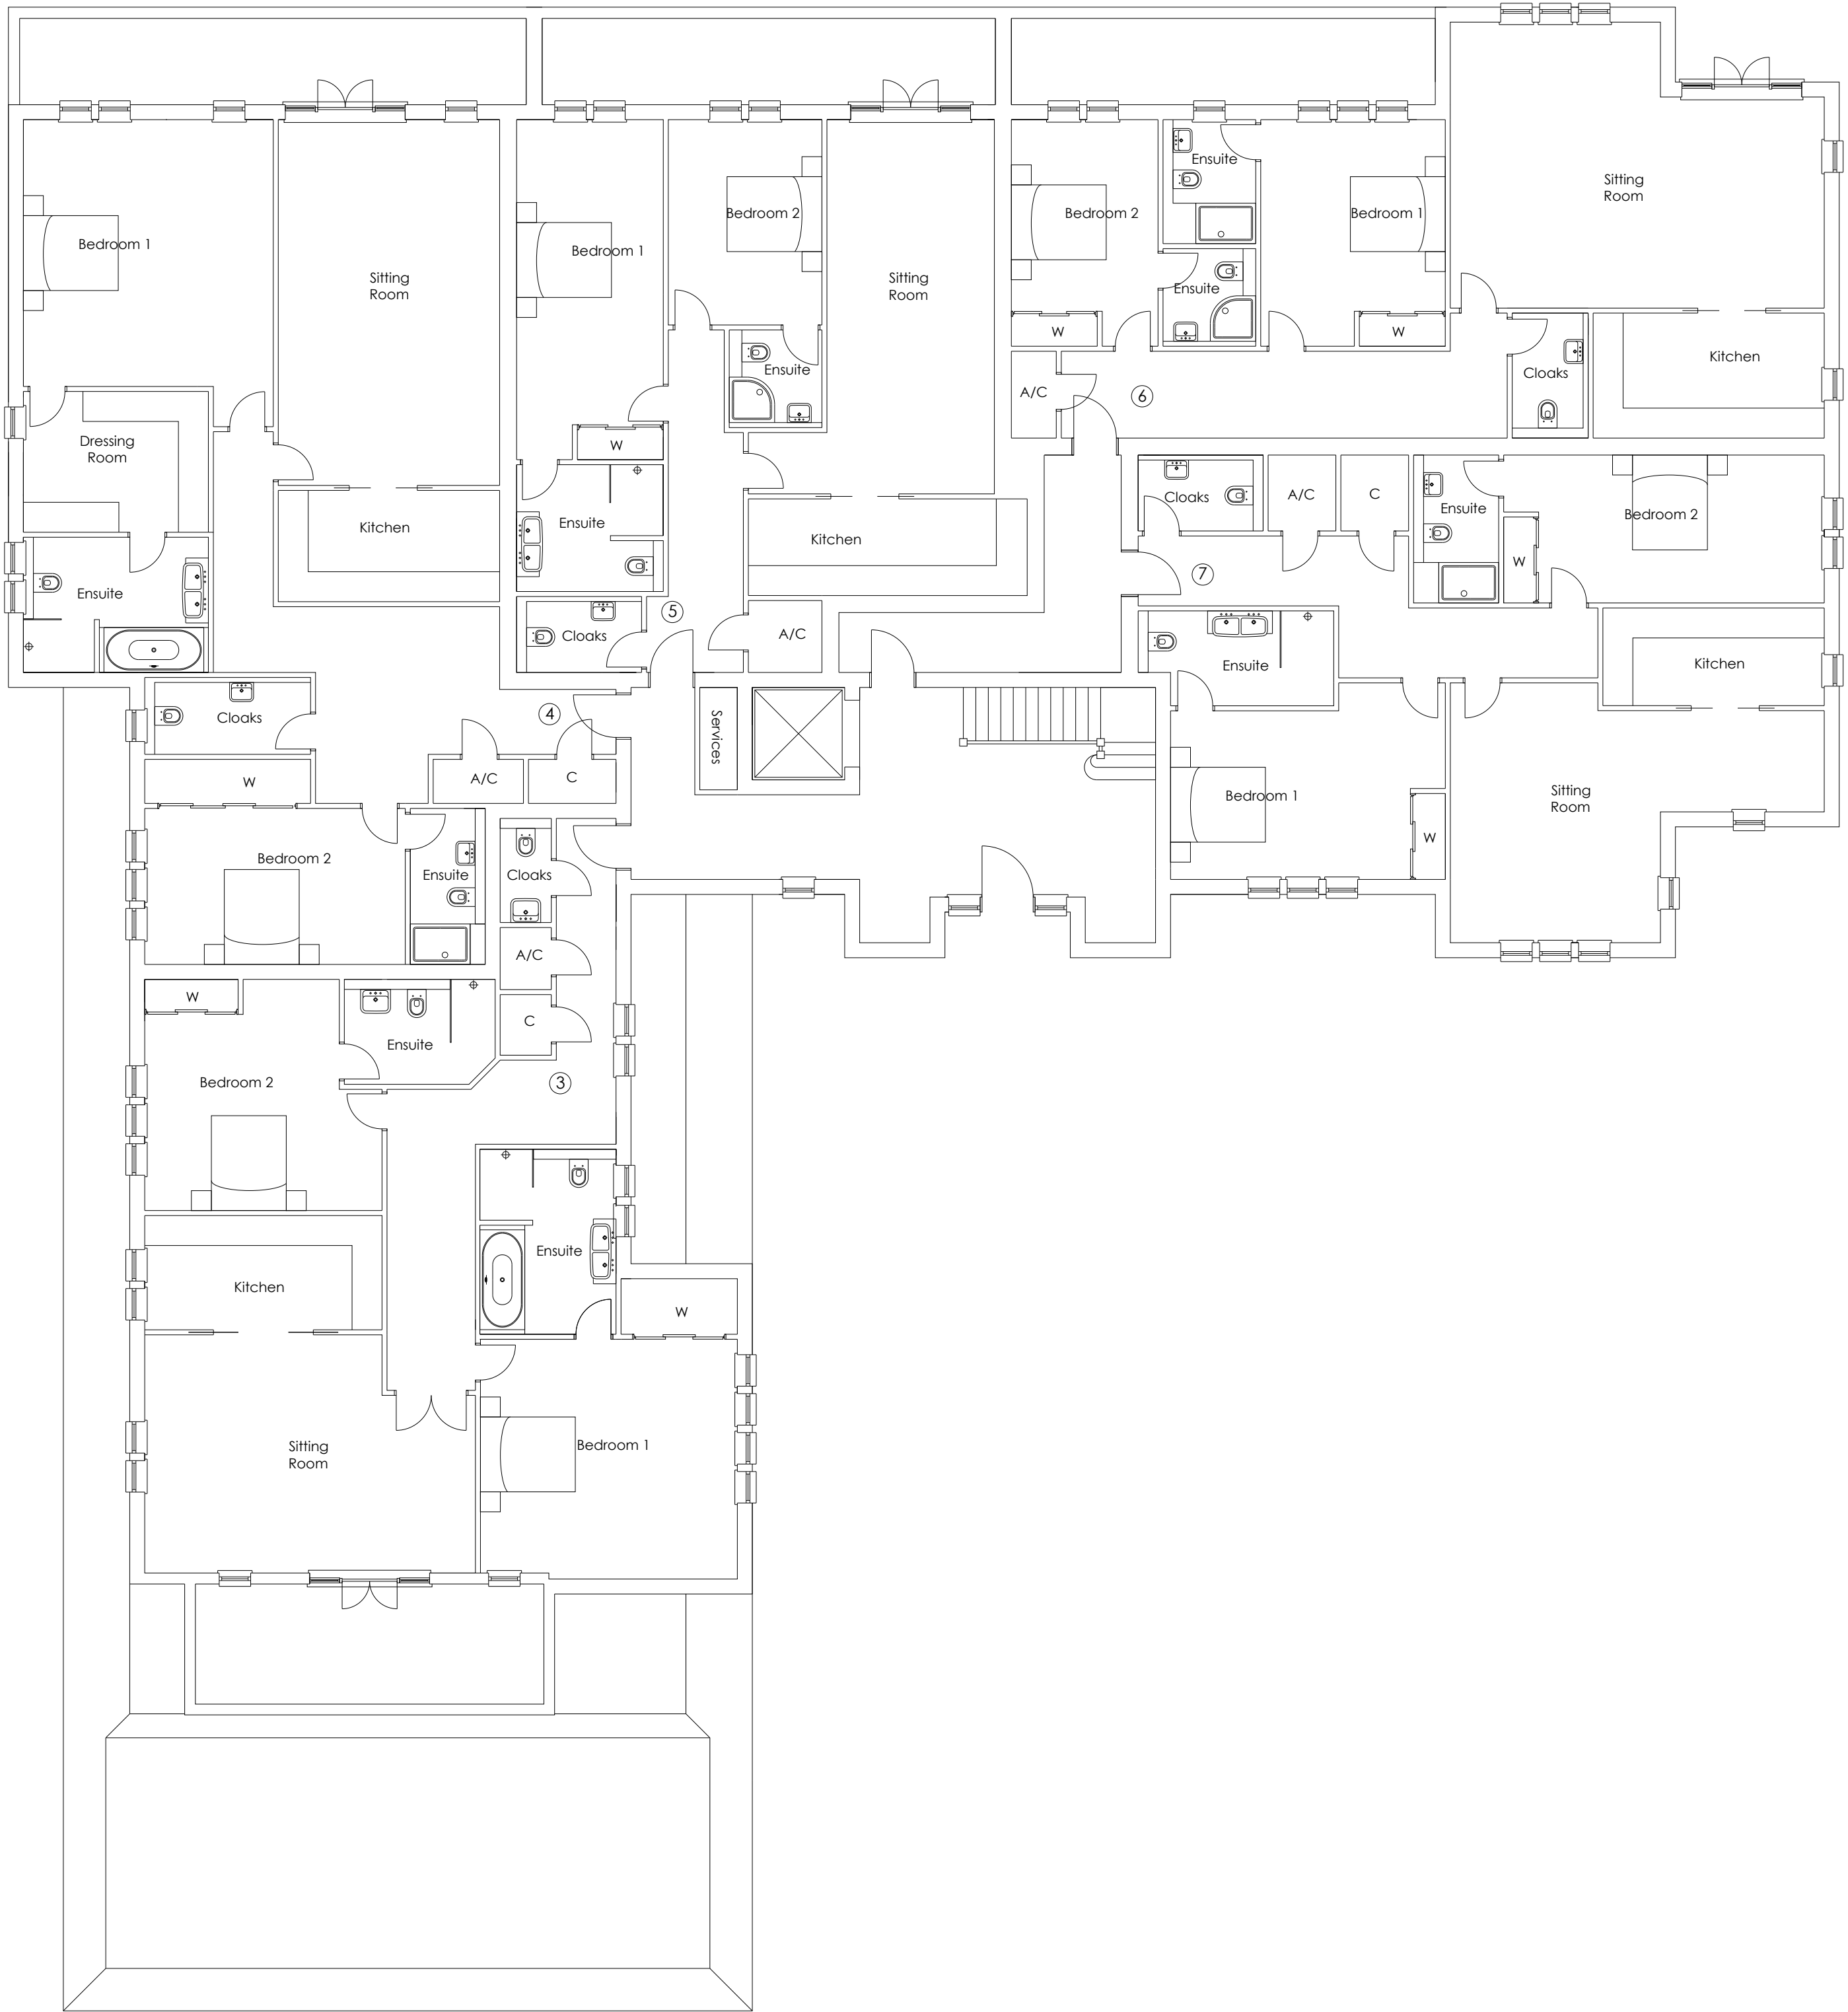 Bedroom 1
Sitting
Room
Dressing
Room
Kitchen
Ensuite
Cloaks
4
W
A/C
C
Bedroom 2
Ensuite
Bedroom 1
Bedroom 2
Sitting
Room
Ensuite
W
Ensuite
Kitchen
Cloaks
5
A/C
Services
Bedroom 2
Ensuite
Bedroom 1
Ensuite
W
W
A/C
6
Sitting
Room
Cloaks
Kitchen
Cloaks
A/C
C
Ensuite
Bedroom 2
W
7
Ensuite
Kitchen
Bedroom 1
W
Sitting
Room
Cloaks
A/C
C
3
W
Ensuite
Bedroom 2
Kitchen
Ensuite
W
Sitting
Room
Bedroom 1